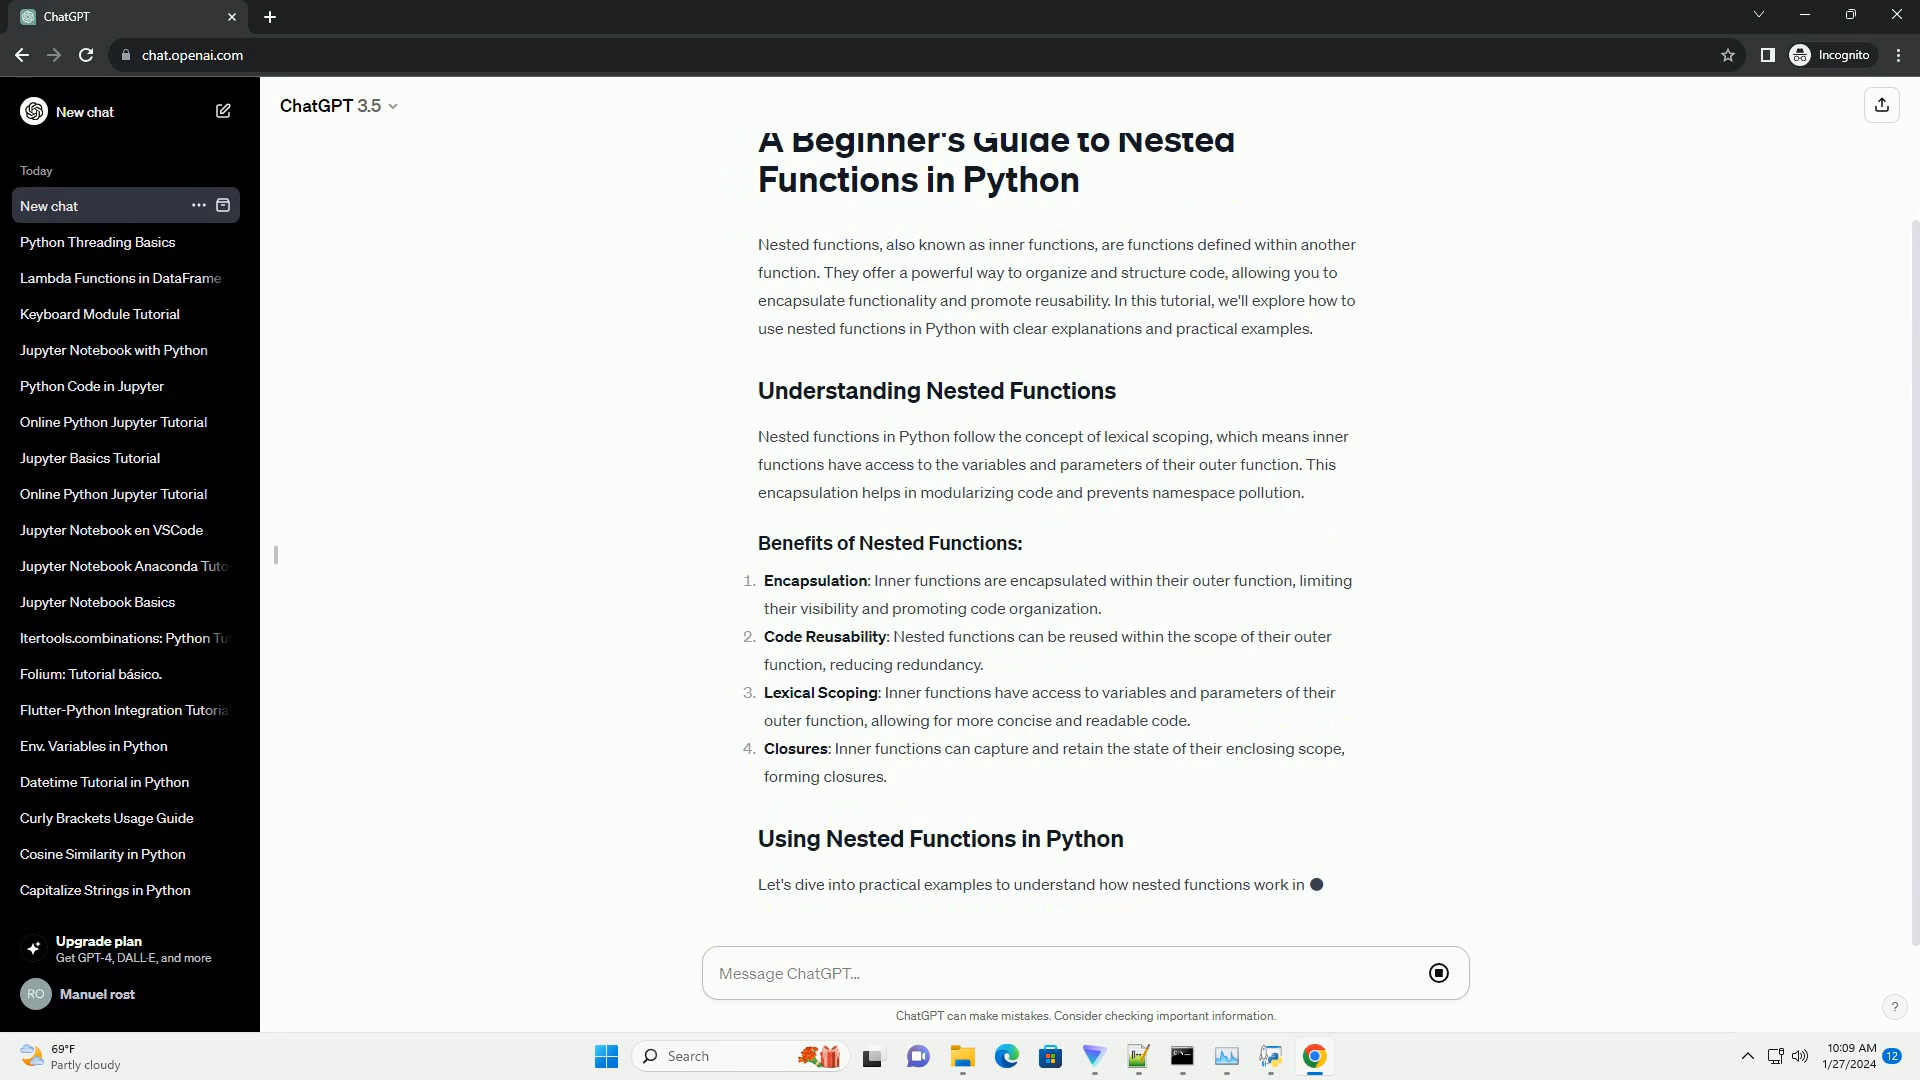 ChatGPT
chat.openai.com
Incognito
New chat
ChatGPT 3.5
Today
New chat
Python Threading Basics
Lambda Functions in DataFrame
Keyboard Module Tutorial
Jupyter Notebook with Python
Python Code in Jupyter
Online Python Jupyter Tutorial
Jupyter Basics Tutorial
Online Python Jupyter Tutorial
Jupyter Notebook en VSCode
Jupyter Notebook Anaconda Tuto
Jupyter Notebook Basics
Itertools.combinations: Python Tu
Folium: Tutorial básico.
Flutter-Python Integration Tutoria
Env. Variables in Python
Datetime Tutorial in Python
Curly Brackets Usage Guide
Cosine Similarity in Python
Capitalize Strings in Python
Upgrade plan
Get GPT-4, DALL·E, and more
RO Manuel rost
A Beginner's Guide to Nested
Functions in Python
Nested functions, also known as inner functions, are functions defined within another
function. They offer a powerful way to organize and structure code, allowing you to
encapsulate functionality and promote reusability. In this tutorial, we'll explore how to
use nested functions in Python with clear explanations and practical examples.
Understanding Nested Functions
Nested functions in Python follow the concept of lexical scoping, which means inner
functions have access to the variables and parameters of their outer function. This
encapsulation helps in modularizing code and prevents namespace pollution.
Benefits of Nested Functions:
1. Encapsulation: Inner functions are encapsulated within their outer function, limiting
their visibility and promoting code organization.
2. Code Reusability: Nested functions can be reused within the scope of their outer
function, reducing redundancy.
3. Lexical Scoping: Inner functions have access to variables and parameters of their
outer function, allowing for more concise and readable code.
4. Closures: Inner functions can capture and retain the state of their enclosing scope,
forming closures.
Using Nested Functions in Python
Let's dive into practical examples to understand how nested functions work in
Message ChatGPT...
ChatGPT can make mistakes. Consider checking important information.
?
69°F
Partly cloudy
Search
10:09 AM
1/27/2024
12